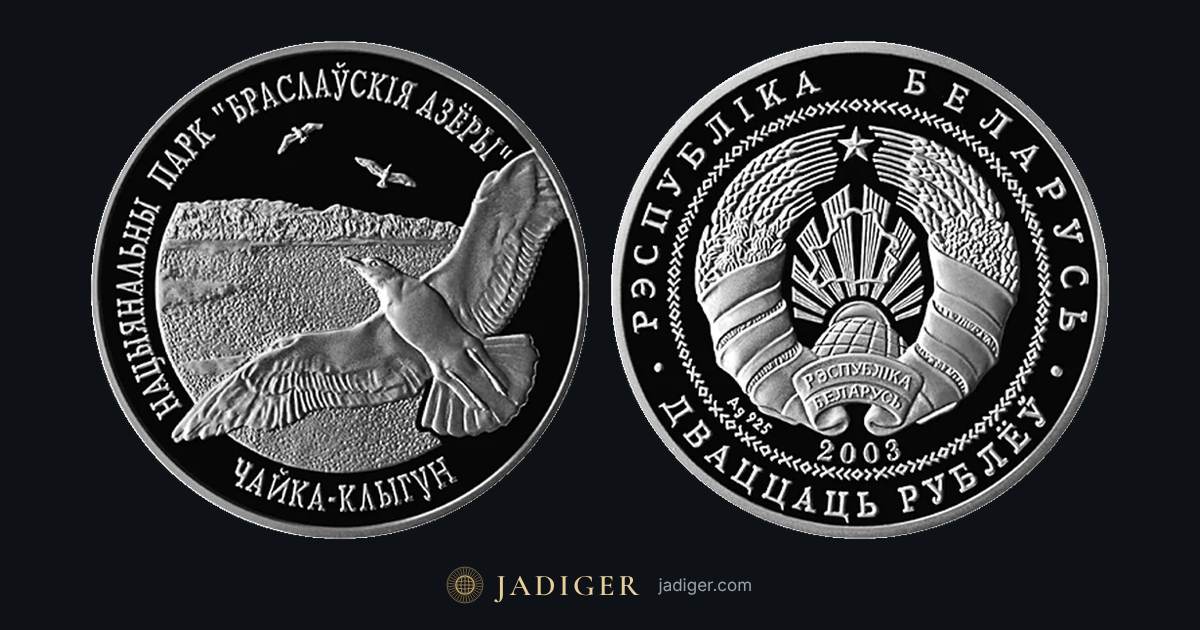 НАЦЫЯНАЛЬНЫ ПАРК "БРАСЛАЎСКІЯ АЗЁРЫ"
ЧАЙКА-КЛЫГУН
РЭСПУБЛІКА БЕЛАРУСЬ
РЭСПУБЛІКА
БЕЛАРУСЬ
Ag 925
2003
• ДВАЦЦАЦЬ РУБЛЁЎ •
JADIGER jadiger.com